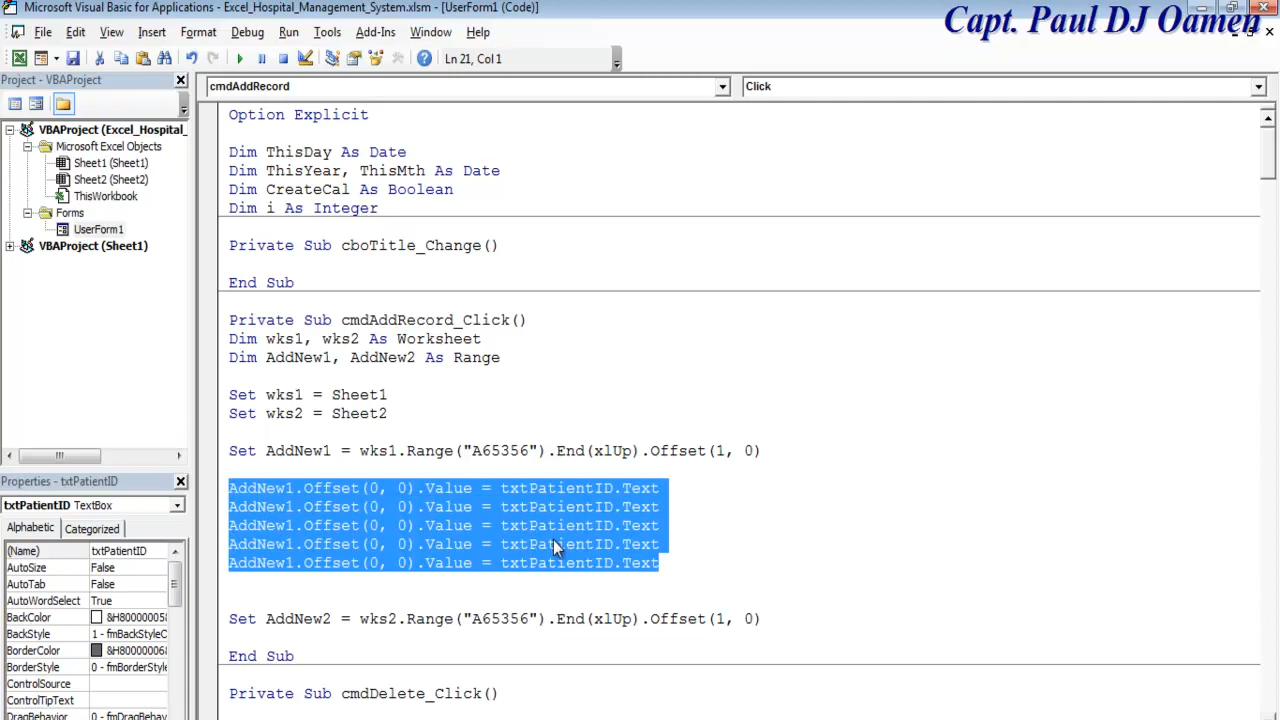 Microsoft Visual Basic for Applications - Excel_Hospital_Management_System.xlsm - [UserForm1 (Code)]
Capt. Paul DJ Oamen
File Edit View Insert Format Debug Run Tools Add-Ins Window Help
Ln 21, Col 1
Project - VBAProject
cmdAddRecord
Click
VBAProject (Excel_Hospital_
Microsoft Excel Objects
Sheet1 (Sheet1)
Sheet2 (Sheet2)
ThisWorkbook
Forms
UserForm1
VBAProject (Sheet1)
Properties - txtPatientID
txtPatientID TextBox
Alphabetic Categorized
(Name) txtPatientID
AutoSize False
AutoTab False
AutoWordSelect True
BackColor &H80000005&
BackStyle 1 - fmBackStyleO
BorderColor &H80000006&
BorderStyle 0 - fmBorderStyle
ControlSource
ControlTipText
DragBehavior 0 - fmDragBehav
Option Explicit
Dim ThisDay As Date
Dim ThisYear, ThisMth As Date
Dim CreateCal As Boolean
Dim i As Integer
Private Sub cboTitle_Change()
End Sub
Private Sub cmdAddRecord_Click()
Dim wks1, wks2 As Worksheet
Dim AddNew1, AddNew2 As Range
Set wks1 = Sheet1
Set wks2 = Sheet2
Set AddNew1 = wks1.Range("A65356").End(xlUp).Offset(1, 0)
AddNew1.Offset(0, 0).Value = txtPatientID.Text
AddNew1.Offset(0, 0).Value = txtPatientID.Text
AddNew1.Offset(0, 0).Value = txtPatientID.Text
AddNew1.Offset(0, 0).Value = txtPatientID.Text
AddNew1.Offset(0, 0).Value = txtPatientID.Text
Set AddNew2 = wks2.Range("A65356").End(xlUp).Offset(1, 0)
End Sub
Private Sub cmdDelete_Click()